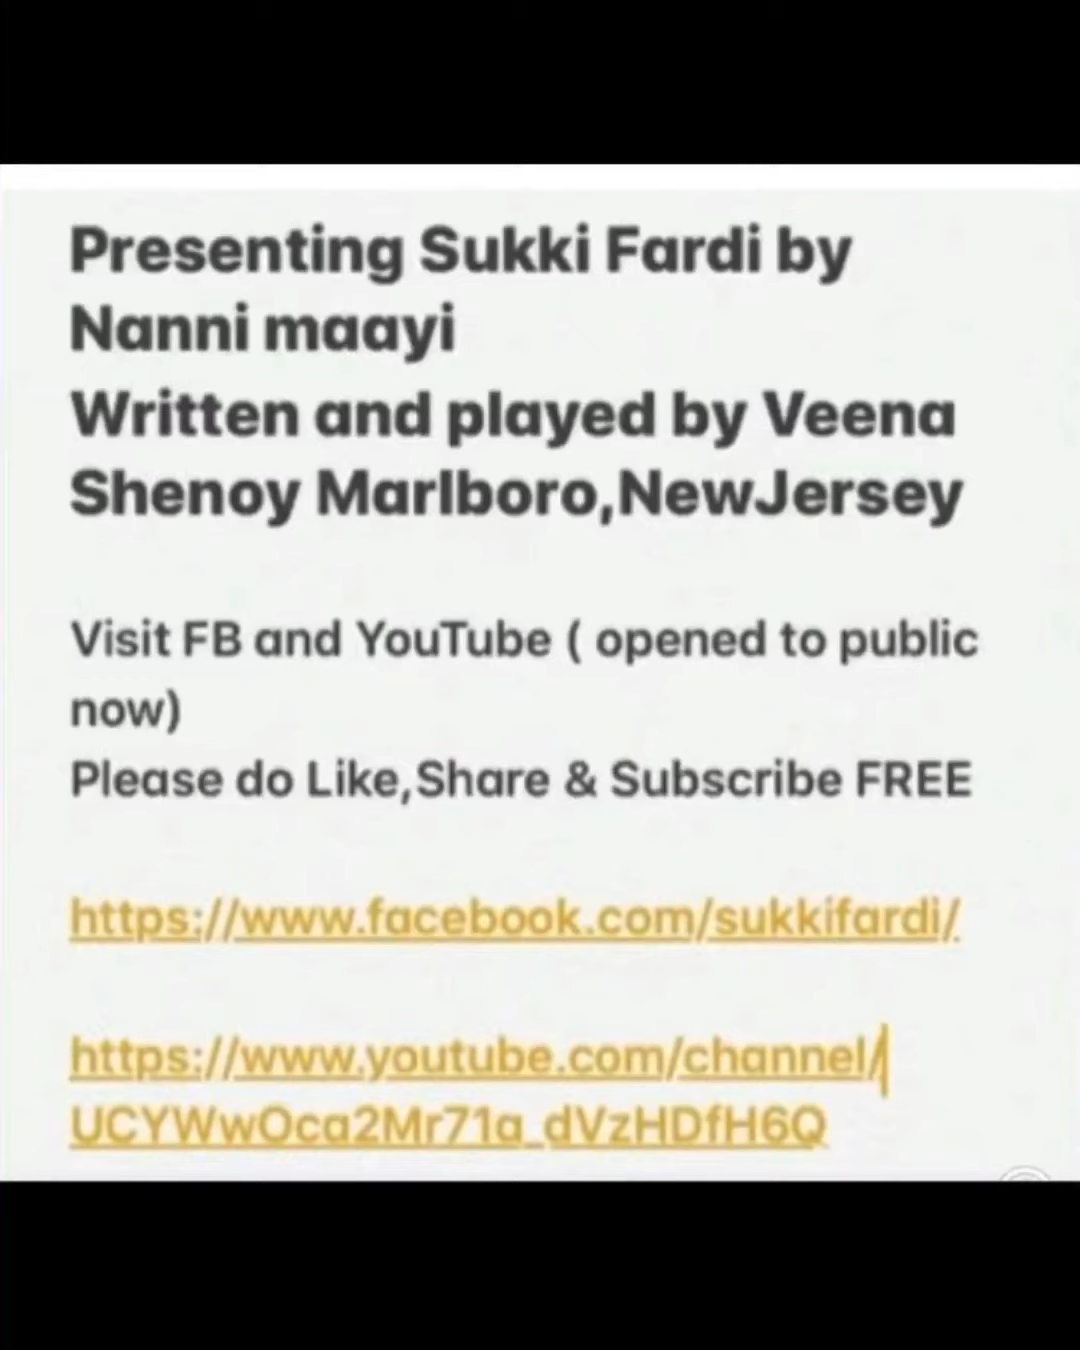 Presenting Sukki Fardi by
Nanni maayi
Written and played by Veena
Shenoy Marlboro,NewJersey
Visit FB and YouTube ( opened to public
now)
Please do Like,Share & Subscribe FREE
https://www.facebook.com/sukkifardi/
https://www.youtube.com/channel/
UCYWwOca2Mr71a_dVzHDfH6Q